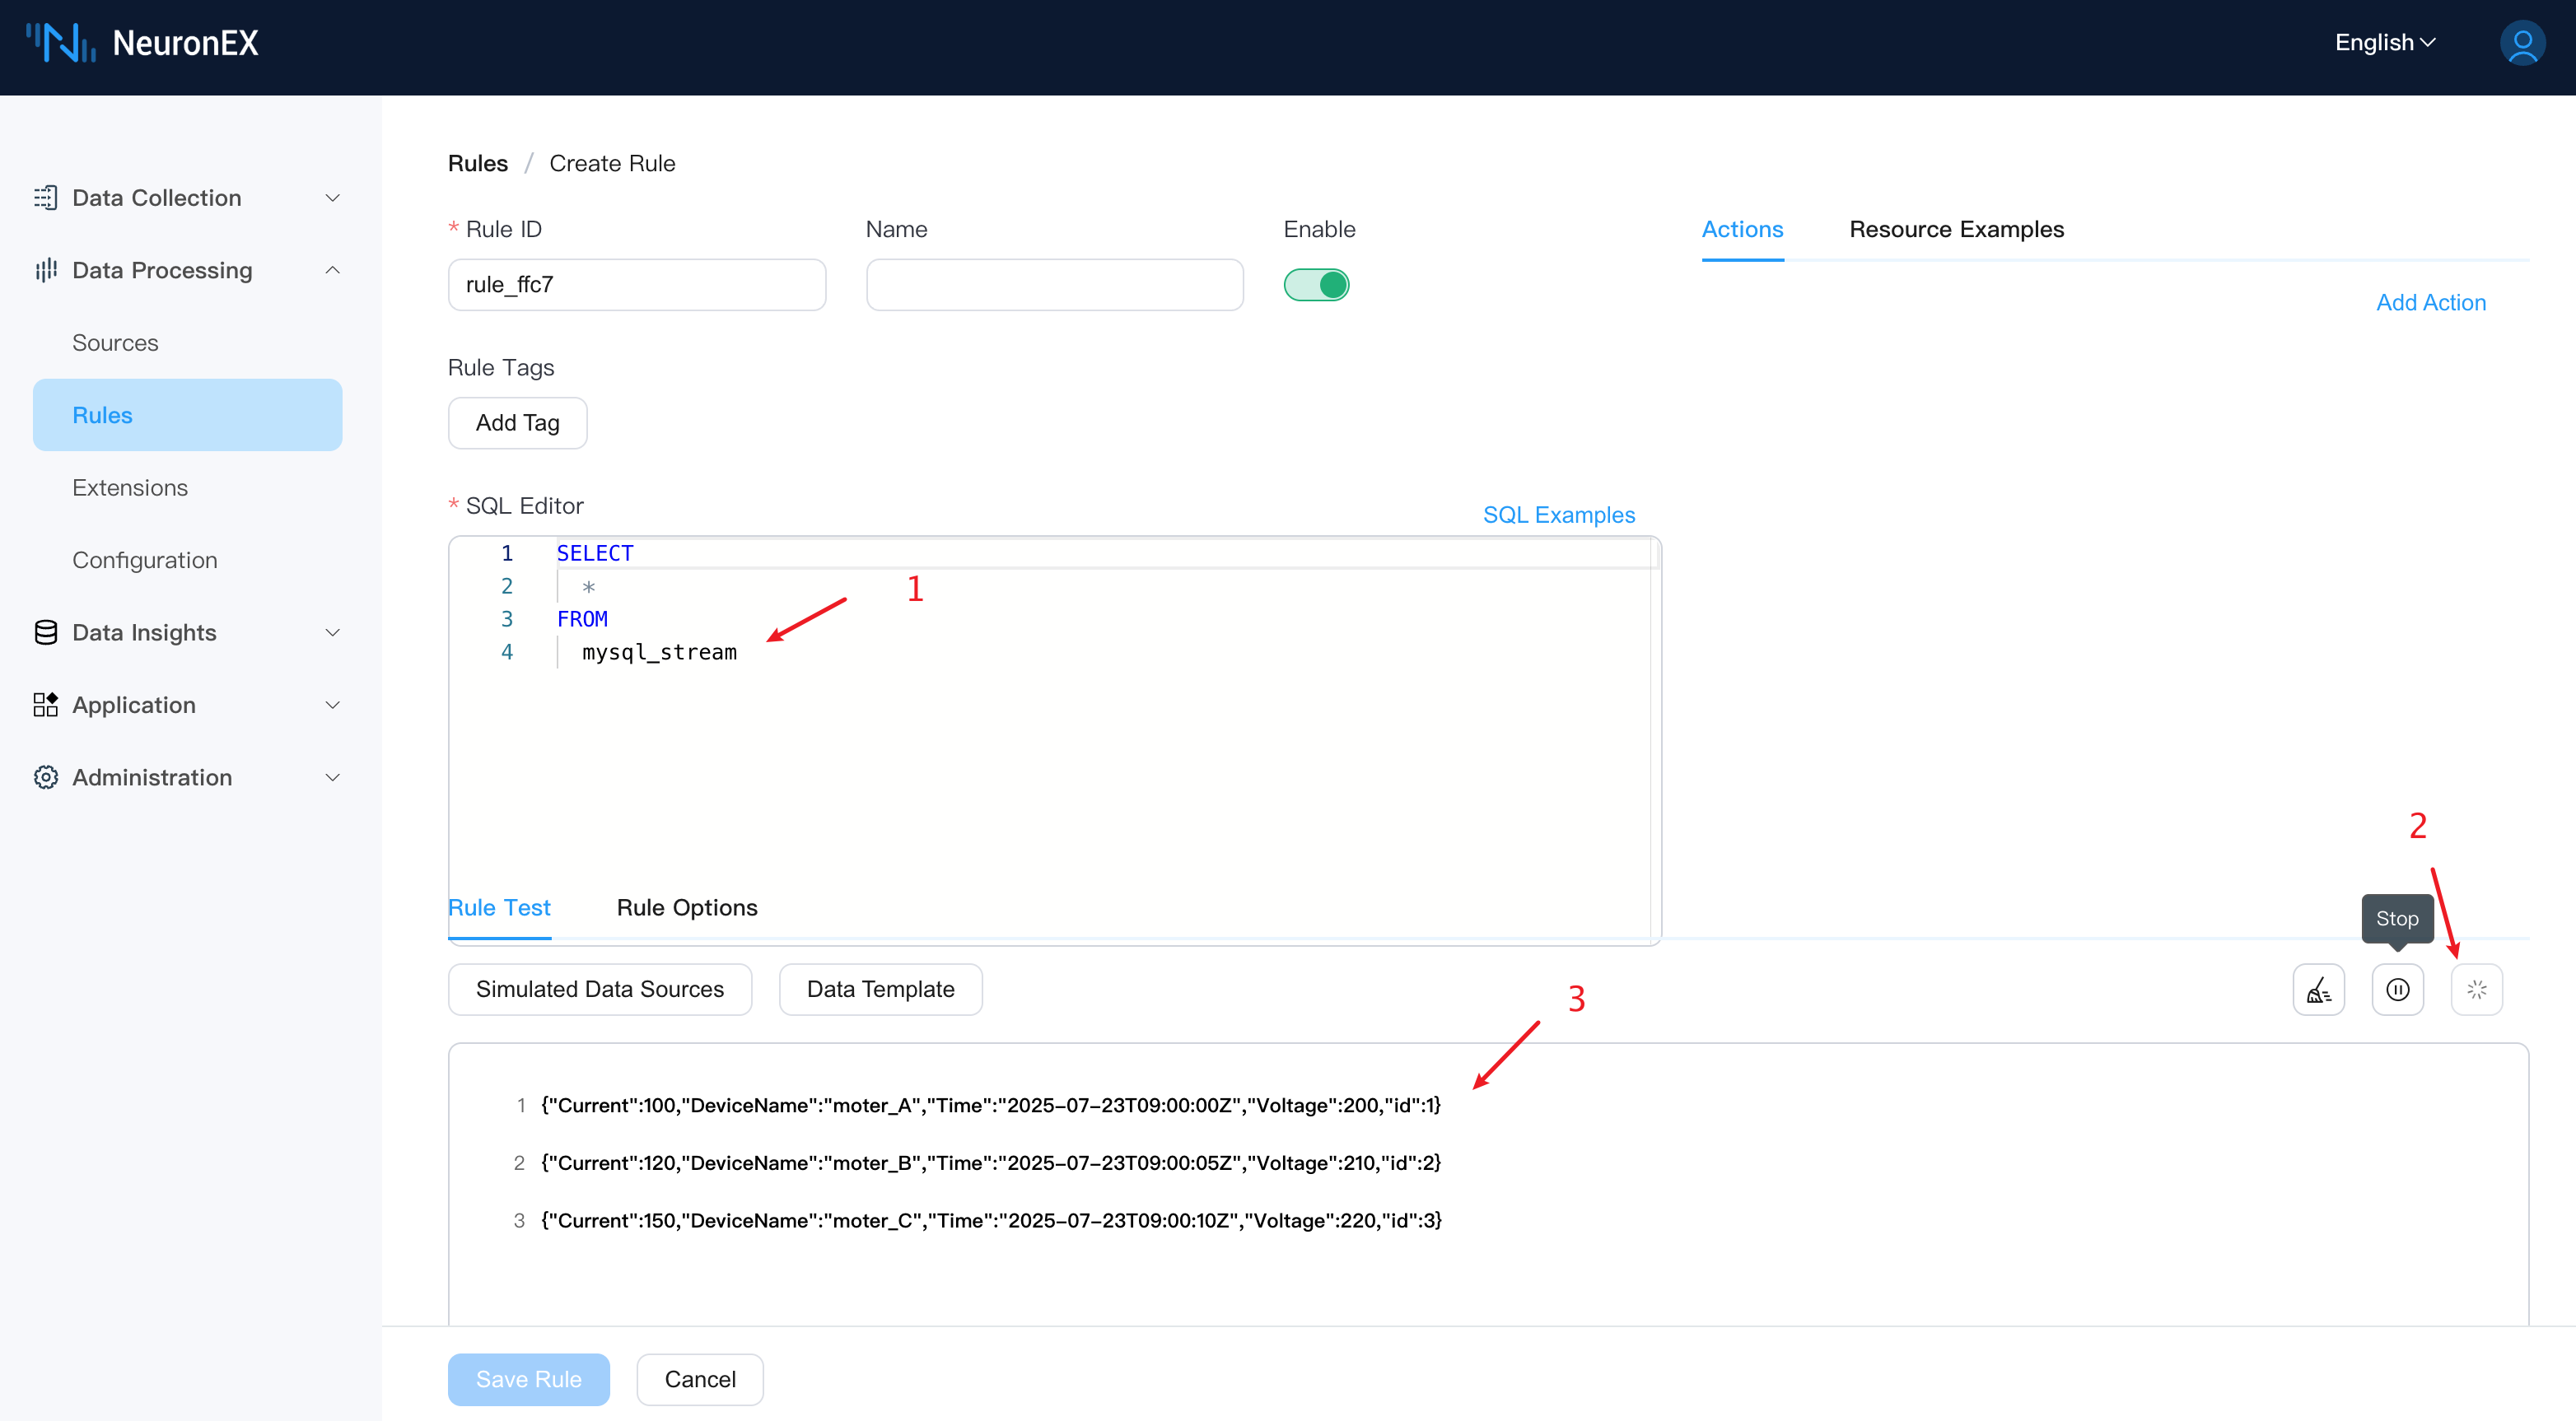 NeuronEX
English
Data Collection
Data Processing
Sources
Rules
Extensions
Configuration
Data Insights
Application
Administration
Rules / Create Rule
* Rule ID
Name
Enable
rule_ffc7
Actions
Resource Examples
Add Action
Rule Tags
Add Tag
* SQL Editor
SQL Examples
1 SELECT
2 *
3 FROM
4 mysql_stream
1
2
Rule Test
Rule Options
Stop
Simulated Data Sources
Data Template
3
1 {"Current":100,"DeviceName":"moter_A","Time":"2025-07-23T09:00:00Z","Voltage":200,"id":1}
2 {"Current":120,"DeviceName":"moter_B","Time":"2025-07-23T09:00:05Z","Voltage":210,"id":2}
3 {"Current":150,"DeviceName":"moter_C","Time":"2025-07-23T09:00:10Z","Voltage":220,"id":3}
Save Rule
Cancel